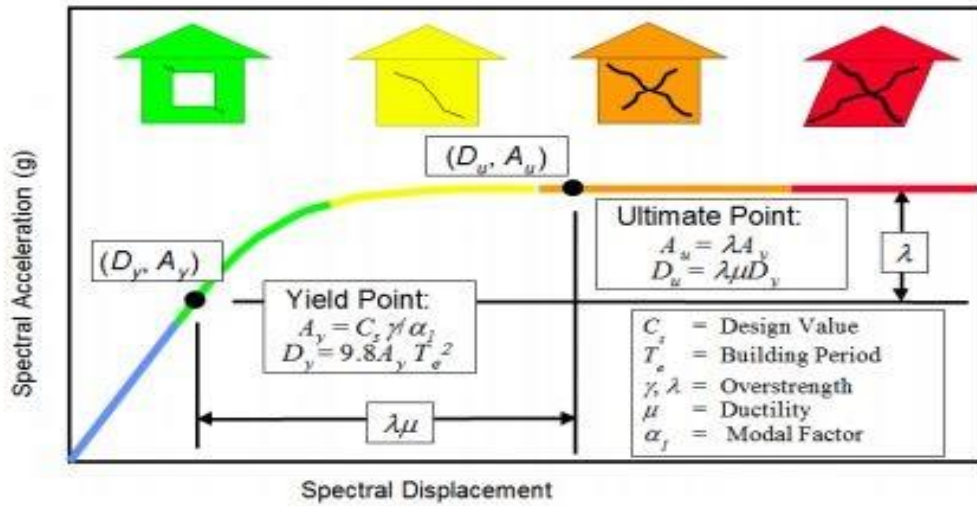 Spectral Acceleration (g)
(D_u, A_u)
(D_y, A_y)
Ultimate Point:
A_u = λA_y
D_u = λμD_y
λ
Yield Point:
A_y = C_s γ/α_1
D_y = 9.8A_y T_e^2
λμ
C_s = Design Value
T_e = Building Period
γ, λ = Overstrength
μ = Ductility
α_1 = Modal Factor
Spectral Displacement